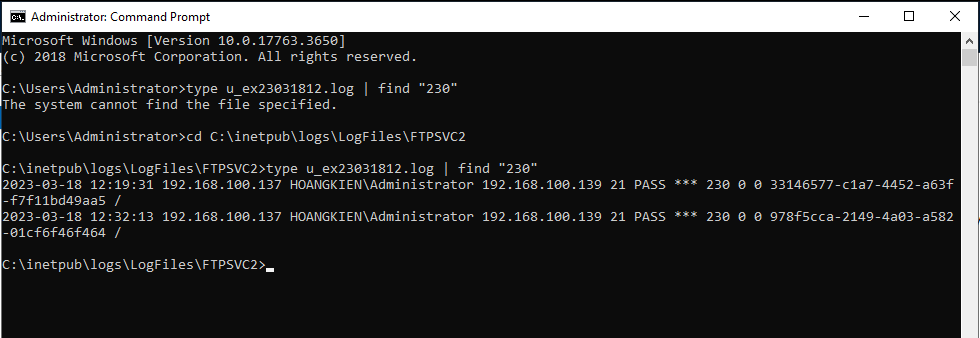 Administrator: Command Prompt
Microsoft Windows [Version 10.0.17763.3650]
(c) 2018 Microsoft Corporation. All rights reserved.
C:\Users\Administrator>type u_ex23031812.log | find "230"
The system cannot find the file specified.
C:\Users\Administrator>cd C:\inetpub\logs\LogFiles\FTPSVC2
C:\inetpub\logs\LogFiles\FTPSVC2>type u_ex23031812.log | find "230"
2023-03-18 12:19:31 192.168.100.137 HOANGKIEN\Administrator 192.168.100.139 21 PASS *** 230 0 0 33146577-c1a7-4452-a63f
-f7f11bd49aa5 /
2023-03-18 12:32:13 192.168.100.137 HOANGKIEN\Administrator 192.168.100.139 21 PASS *** 230 0 0 978f5cca-2149-4a03-a582
-01cf6f46f464 /
C:\inetpub\logs\LogFiles\FTPSVC2>